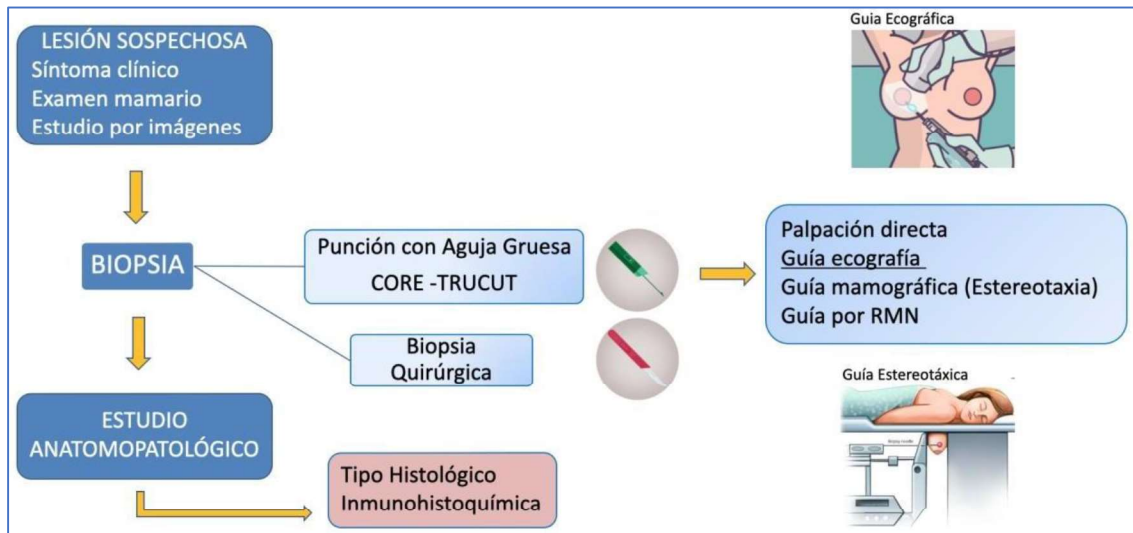 LESIÓN SOSPECHOSA
Síntoma clínico
Examen mamario
Estudio por imágenes
Guia Ecográfica
BIOPSIA
Punción con Aguja Gruesa
CORE -TRUCUT
Biopsia
Quirúrgica
Palpación directa
Guía ecografía
Guía mamográfica (Estereotaxia)
Guía por RMN
Guía Estereotáxica
ESTUDIO
ANATOMOPATOLÓGICO
Tipo Histológico
Inmunohistoquímica